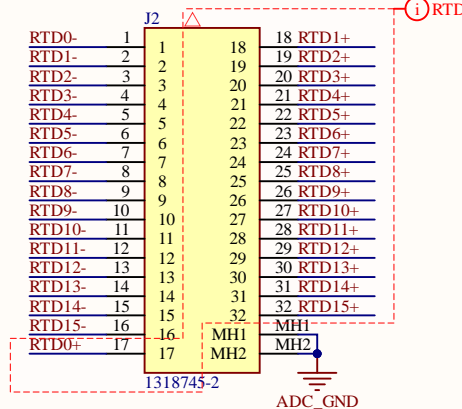 J2
i RTD
RTD0- 1 1 18 18 RTD1+
RTD1- 2 2 19 19 RTD2+
RTD2- 3 3 20 20 RTD3+
RTD3- 4 4 21 21 RTD4+
RTD4- 5 5 22 22 RTD5+
RTD5- 6 6 23 23 RTD6+
RTD6- 7 7 24 24 RTD7+
RTD7- 8 8 25 25 RTD8+
RTD8- 9 9 26 26 RTD9+
RTD9- 10 10 27 27 RTD10+
RTD10- 11 11 28 28 RTD11+
RTD11- 12 12 29 29 RTD12+
RTD12- 13 13 30 30 RTD13+
RTD13- 14 14 31 31 RTD14+
RTD14- 15 15 32 32 RTD15+
RTD15- 16 16 MH1 MH1
RTD0+ 17 17 MH2 MH2
1318745-2
ADC_GND